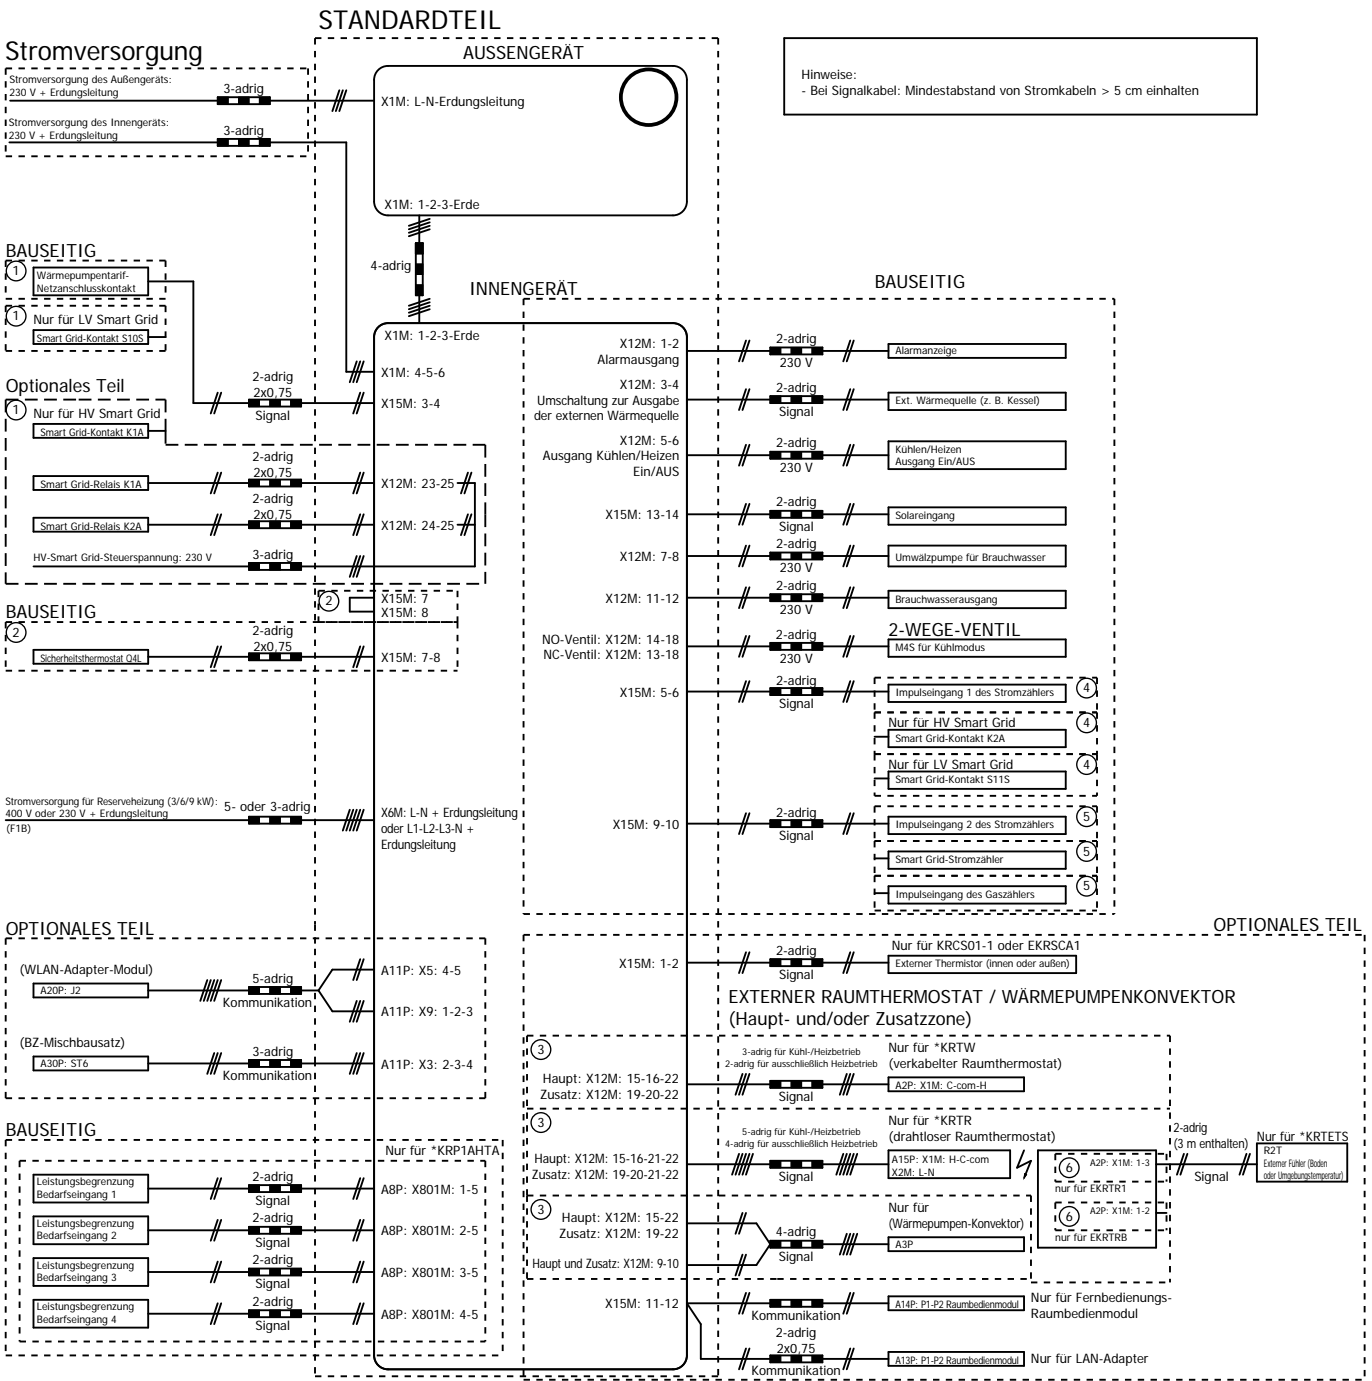 STANDARDTEIL
Stromversorgung
AUSSENGERÄT
Stromversorgung des Außengeräts:
230 V + Erdungsleitung
3-adrig
X1M: L-N-Erdungsleitung
Stromversorgung des Innengeräts:
230 V + Erdungsleitung
3-adrig
X1M: 1-2-3-Erde
Hinweise:
- Bei Signalkabel: Mindestabstand von Stromkabeln > 5 cm einhalten
4-adrig
INNENGERÄT
X1M: 1-2-3-Erde
X1M: 4-5-6
BAUSEITIG
1
Wärmepumpentarif-
Netzanschlusskontakt
1
Nur für LV Smart Grid
Smart Grid-Kontakt S10S
Optionales Teil
2-adrig
2x0,75
Signal
X15M: 3-4
1
Nur für HV Smart Grid
Smart Grid-Kontakt K1A
2-adrig
2x0,75
Smart Grid-Relais K1A
X12M: 23-25
2-adrig
2x0,75
Smart Grid-Relais K2A
X12M: 24-25
HV-Smart Grid-Steuerspannung: 230 V
3-adrig
2
X15M: 7
X15M: 8
BAUSEITIG
2
2-adrig
2x0,75
Sicherheitsthermostat Q4L
X15M: 7-8
Stromversorgung für Reserveheizung (3/6/9 kW):
400 V oder 230 V + Erdungsleitung
(F1B)
5- oder 3-adrig
X6M: L-N + Erdungsleitung
oder L1-L2-L3-N +
Erdungsleitung
OPTIONALES TEIL
(WLAN-Adapter-Modul)
A20P: J2
5-adrig
Kommunikation
A11P: X5: 4-5
A11P: X9: 1-2-3
(BZ-Mischbausatz)
A30P: ST6
3-adrig
Kommunikation
A11P: X3: 2-3-4
BAUSEITIG
Nur für *KRP1AHTA
Leistungsbegrenzung
Bedarfseingang 1
2-adrig
Signal
A8P: X801M: 1-5
Leistungsbegrenzung
Bedarfseingang 2
2-adrig
Signal
A8P: X801M: 2-5
Leistungsbegrenzung
Bedarfseingang 3
2-adrig
Signal
A8P: X801M: 3-5
Leistungsbegrenzung
Bedarfseingang 4
2-adrig
Signal
A8P: X801M: 4-5
BAUSEITIG
X12M: 1-2
Alarmausgang
2-adrig
230 V
Alarmanzeige
X12M: 3-4
Umschaltung zur Ausgabe
der externen Wärmequelle
2-adrig
Signal
Ext. Wärmequelle (z. B. Kessel)
X12M: 5-6
Ausgang Kühlen/Heizen
Ein/AUS
2-adrig
230 V
Kühlen/Heizen
Ausgang Ein/AUS
X15M: 13-14
2-adrig
Signal
Solareingang
X12M: 7-8
2-adrig
230 V
Umwälzpumpe für Brauchwasser
X12M: 11-12
2-adrig
230 V
Brauchwasserausgang
NO-Ventil: X12M: 14-18
NC-Ventil: X12M: 13-18
2-adrig
230 V
2-WEGE-VENTIL
M4S für Kühlmodus
X15M: 5-6
2-adrig
Signal
Impulseingang 1 des Stromzählers
4
Nur für HV Smart Grid
4
Smart Grid-Kontakt K2A
Nur für LV Smart Grid
4
Smart Grid-Kontakt S11S
X15M: 9-10
2-adrig
Signal
Impulseingang 2 des Stromzählers
5
Smart Grid-Stromzähler
5
Impulseingang des Gaszählers
5
OPTIONALES TEIL
X15M: 1-2
2-adrig
Signal
Nur für KRCS01-1 oder EKRSCA1
Externer Thermistor (innen oder außen)
EXTERNER RAUMTHERMOSTAT / WÄRMEPUMPENKONVEKTOR
(Haupt- und/oder Zusatzzone)
3
Haupt: X12M: 15-16-22
Zusatz: X12M: 19-20-22
3-adrig für Kühl-/Heizbetrieb
2-adrig für ausschließlich Heizbetrieb
Signal
Nur für *KRTW
(verkabelter Raumthermostat)
A2P: X1M: C-com-H
3
Haupt: X12M: 15-16-21-22
Zusatz: X12M: 19-20-21-22
5-adrig für Kühl-/Heizbetrieb
4-adrig für ausschließlich Heizbetrieb
Signal
Nur für *KRTR
(drahtloser Raumthermostat)
A15P: X1M: H-C-com
X2M: L-N
6
A2P: X1M: 1-3
nur für EKRTR1
6
A2P: X1M: 1-2
nur für EKRTRB
2-adrig
(3 m enthalten)
Signal
Nur für *KRTETS
R2T
Externer Fühler (Boden
oder Umgebungstemperatur)
3
Haupt: X12M: 15-22
Zusatz: X12M: 19-22
Haupt und Zusatz: X12M: 9-10
4-adrig
Signal
Nur für
(Wärmepumpen-Konvektor)
A3P
X15M: 11-12
Kommunikation
A14P: P1-P2 Raumbedienmodul
Nur für Fernbedienungs-
Raumbedienmodul
2-adrig
2x0,75
Kommunikation
A13P: P1-P2 Raumbedienmodul
Nur für LAN-Adapter